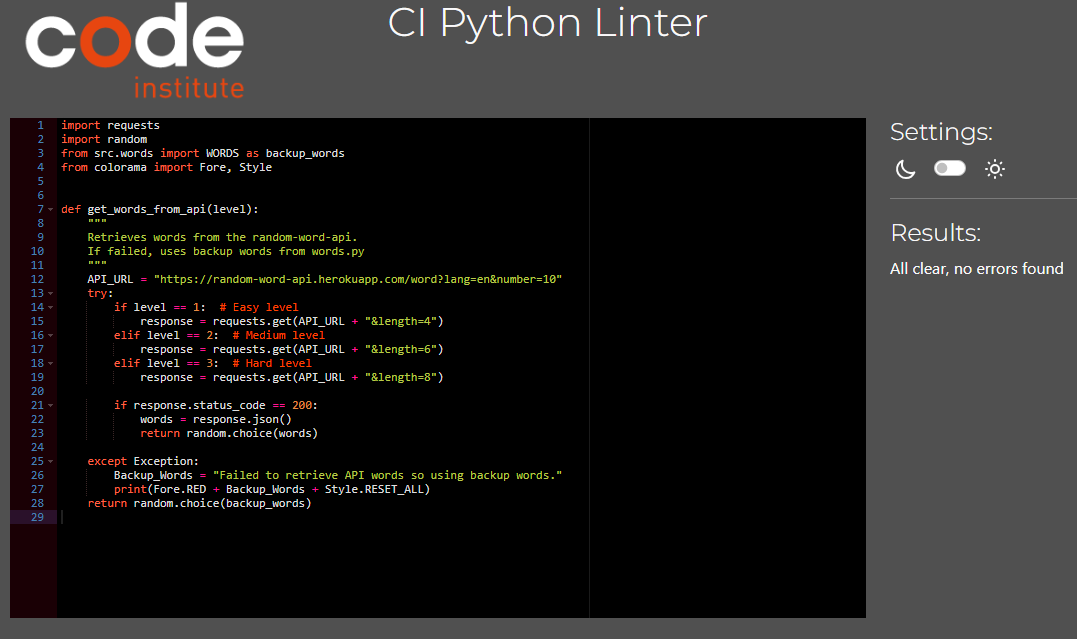 code
institute
CI Python Linter
1 import requests
2 import random
3 from src.words import WORDS as backup_words
4 from colorama import Fore, Style
5
6
7 def get_words_from_api(level):
8     """
9     Retrieves words from the random-word-api.
10     If failed, uses backup words from words.py
11     """
12     API_URL = "https://random-word-api.herokuapp.com/word?lang=en&number=10"
13     try:
14         if level == 1:  # Easy level
15             response = requests.get(API_URL + "&length=4")
16         elif level == 2:  # Medium level
17             response = requests.get(API_URL + "&length=6")
18         elif level == 3:  # Hard level
19             response = requests.get(API_URL + "&length=8")
20
21         if response.status_code == 200:
22             words = response.json()
23             return random.choice(words)
24
25     except Exception:
26         Backup_Words = "Failed to retrieve API words so using backup words."
27         print(Fore.RED + Backup_Words + Style.RESET_ALL)
28     return random.choice(backup_words)
29
Settings:
Results:
All clear, no errors found